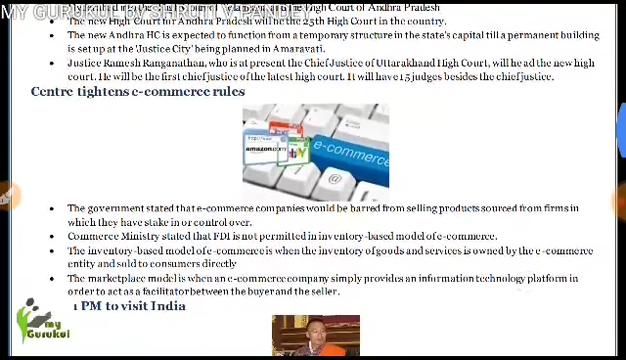 MY GURUKUL BY SHRUTI V. PANDEY
High Court of Andhra Pradesh
The new High Court for Andhra Pradesh will be the 25th High Court in the country.
The new Andhra HC is expected to function from a temporary structure in the state's capital till a permanent building
is set up at the 'Justice City' being planned in Amaravati.
Justice Ramesh Ranganathan, who is at present the Chief Justice of Uttarakhand High Court, will head the new high
court. He will be the first chief justice of the latest high court. It will have 15 judges besides the chief justice.
Centre tightens e-commerce rules
amazon.com
e-commerce
@
The government stated that e-commerce companies would be barred from selling products sourced from firms in
which they have stake in or control over.
Commerce Ministry stated that FDI is not permitted in inventory-based model of e-commerce.
The inventory-based model of e-commerce is when the inventory of goods and services is owned by the e-commerce
entity and sold to consumers directly
The marketplace model is when an e-commerce company simply provides an information technology platform in
order to act as a facilitator between the buyer and the seller.
PM to visit India
my
Gurukul